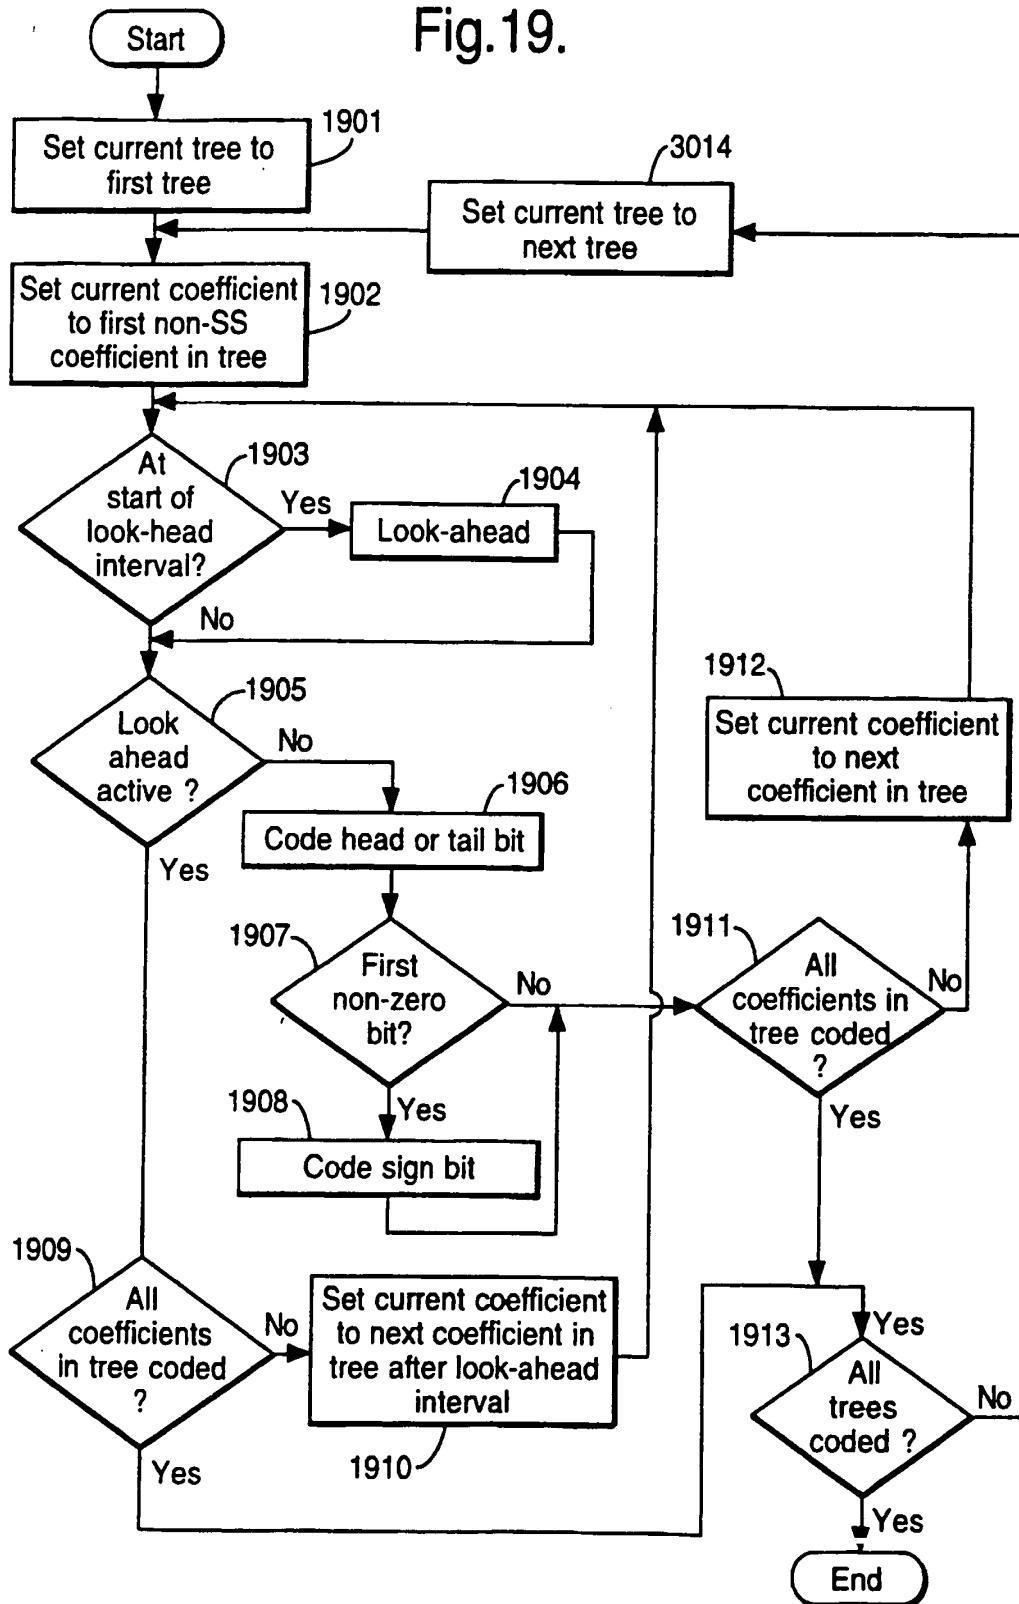 Fig.19.
Start
1901
Set current tree to
first tree
3014
Set current tree to
next tree
Set current coefficient
to first non-SS
coefficient in tree
1902
At
start of
look-head
interval?
1903
Yes
1904
Look-ahead
No
Look
ahead
active ?
1905
No
Yes
1906
Code head or tail bit
1912
Set current coefficient
to next
coefficient in tree
1907
First
non-zero
bit?
No
Yes
1911
All
coefficients in
tree coded
?
No
Yes
1908
Code sign bit
1909
All
coefficients
in tree coded
?
No
Yes
Set current coefficient
to next coefficient in
tree after look-ahead
interval
1910
Yes
1913
All
trees
coded ?
No
Yes
End